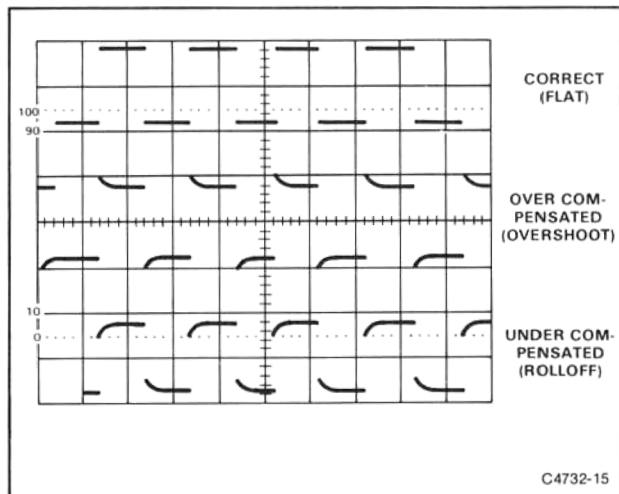 CORRECT
(FLAT)
100
90
OVER COM-
PENSATED
(OVERSHOOT)
10
0
UNDER COM-
PENSATED
(ROLLOFF)
C4732-15